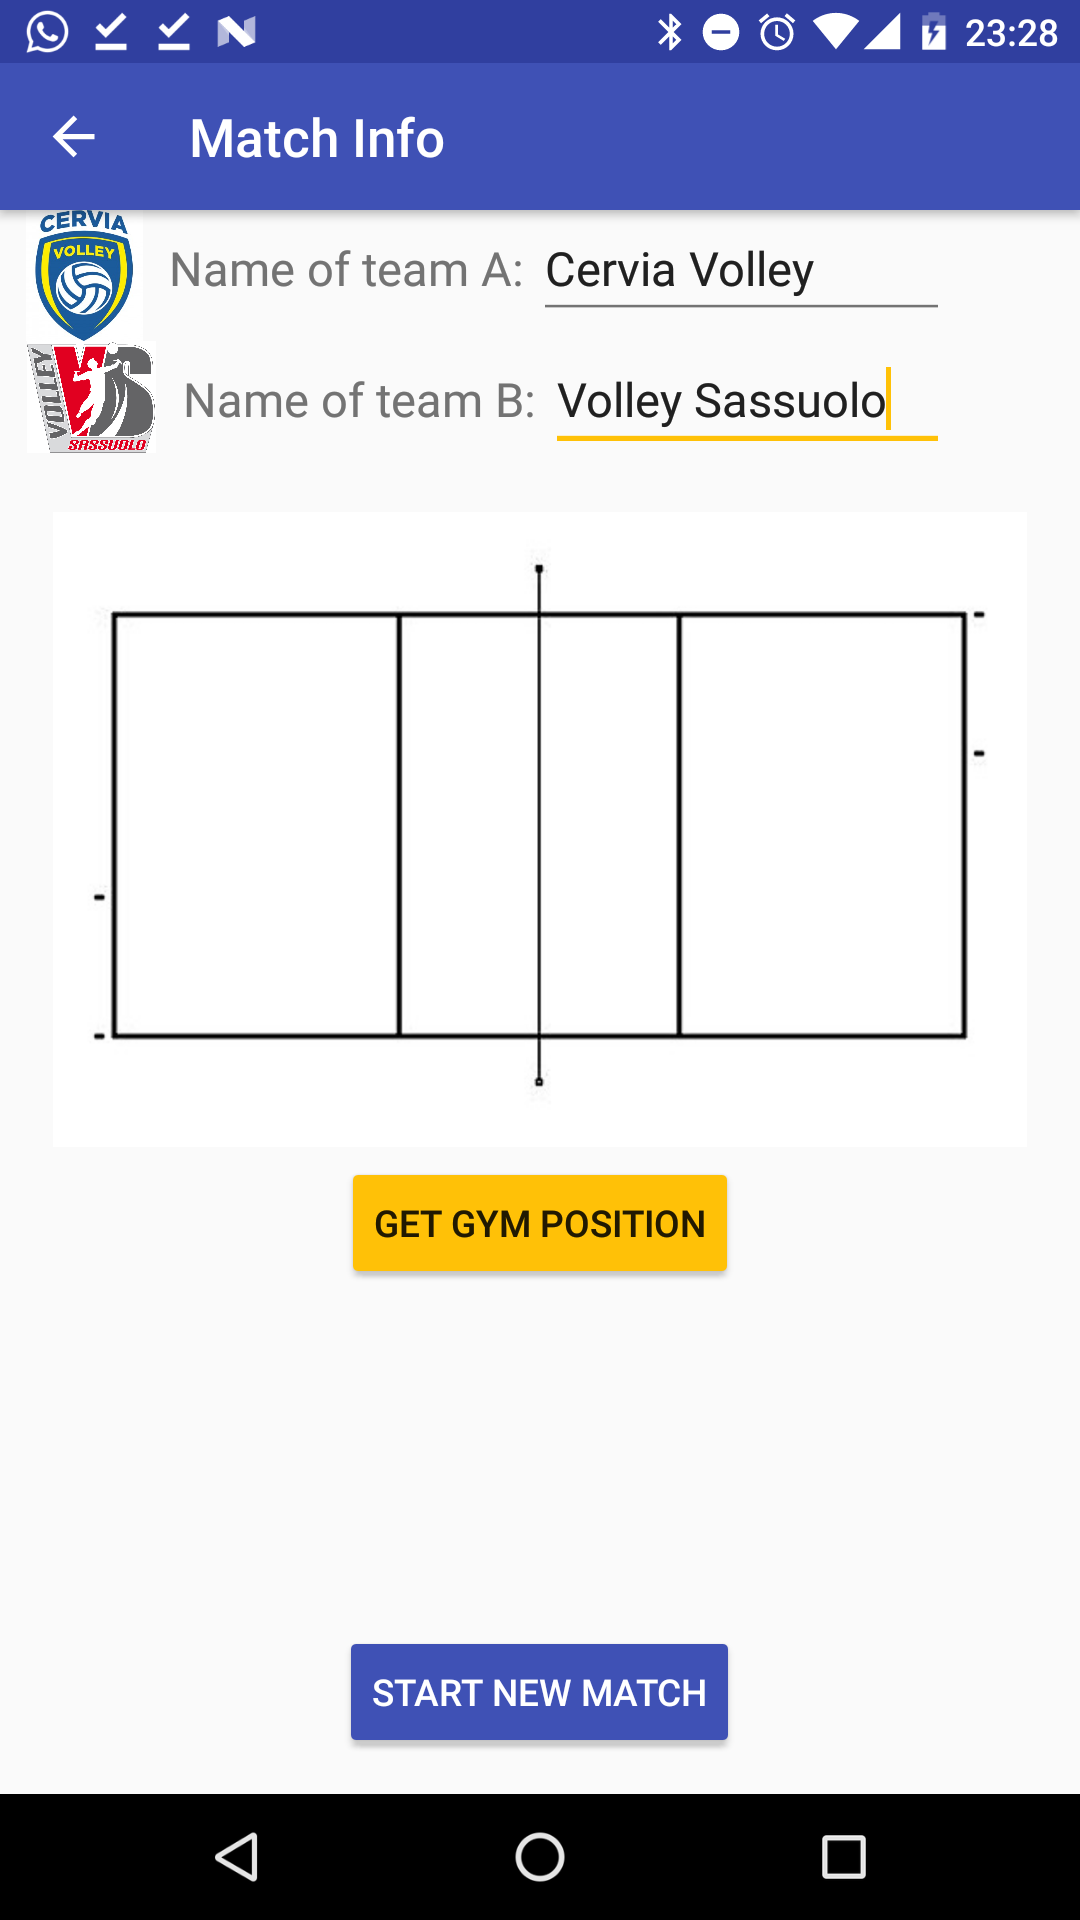 23:28
Match Info
CERVIA
VOLLEY
Name of team A: Cervia Volley
VOLLEY
VS
SASSUOLO
Name of team B: Volley Sassuolo
GET GYM POSITION
START NEW MATCH